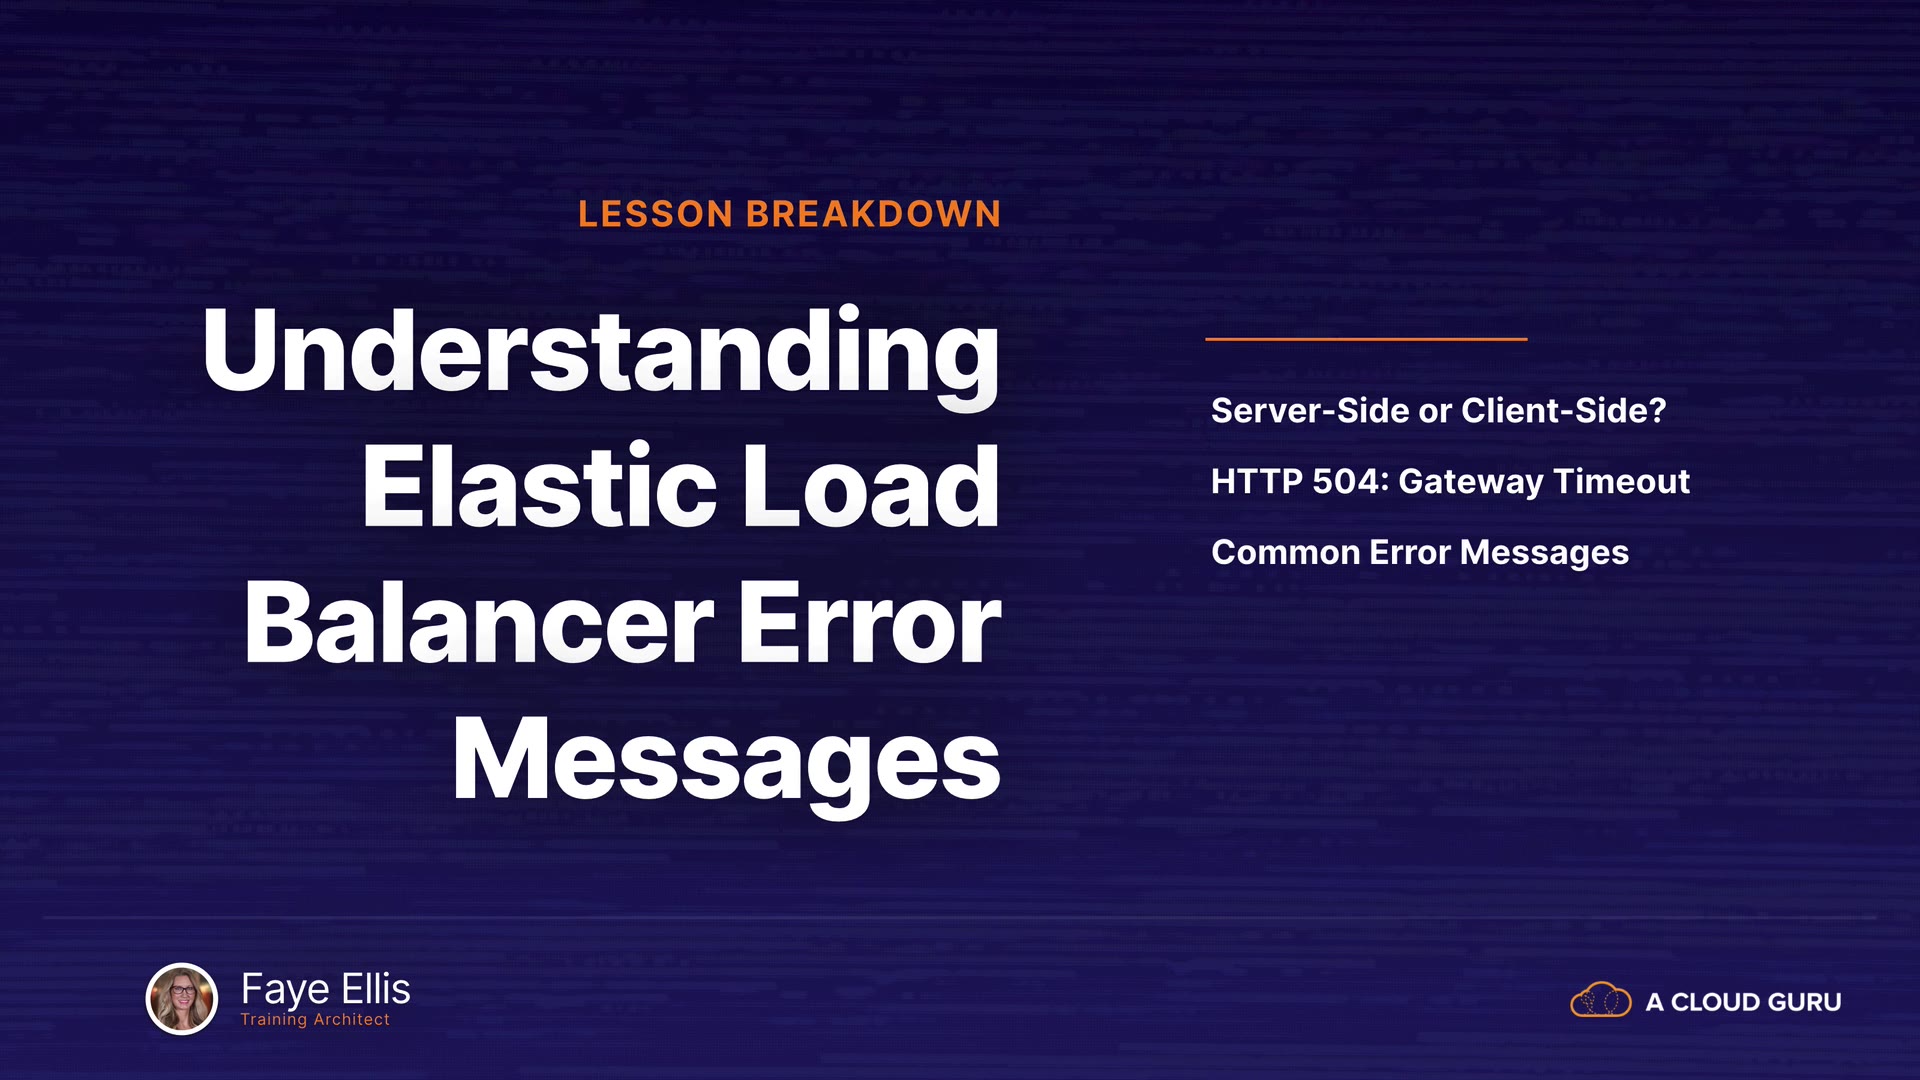 LESSON BREAKDOWN
Understanding
Elastic Load
Balancer Error
Messages
Server-Side or Client-Side?
HTTP 504: Gateway Timeout
Common Error Messages
Faye Ellis
Training Architect
A CLOUD GURU